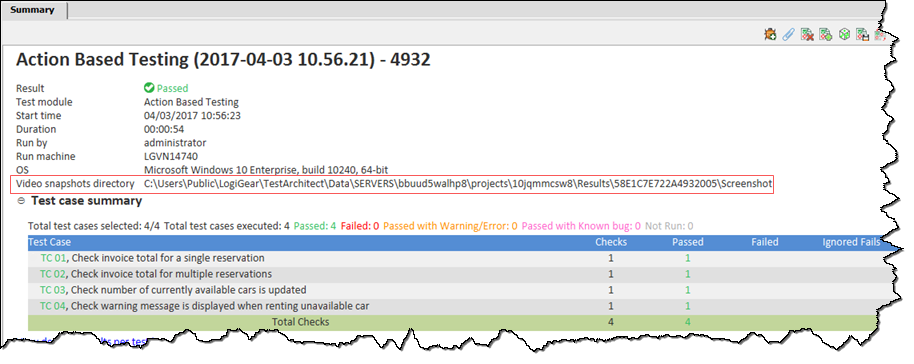 Summary
Action Based Testing (2017-04-03 10.56.21) - 4932
Result Passed
Test module Action Based Testing
Start time 04/03/2017 10:56:23
Duration 00:00:54
Run by administrator
Run machine LGVN14740
OS Microsoft Windows 10 Enterprise, build 10240, 64-bit
Video snapshots directory C:\Users\Public\LogiGear\TestArchitect\Data\SERVERS\bbuud5walhp8\projects\10jqmmcsw8\Results\58E1C7E722A4932005\Screenshot
Test case summary
Total test cases selected: 4/4 Total test cases executed: 4 Passed: 4 Failed: 0 Passed with Warning/Error: 0 Passed with Known bug: 0 Not Run: 0
Test Case Checks Passed Failed Ignored Fails
TC 01, Check invoice total for a single reservation 1 1
TC 02, Check invoice total for multiple reservations 1 1
TC 03, Check number of currently available cars is updated 1 1
TC 04, Check warning message is displayed when renting unavailable car 1 1
Total Checks 4 4